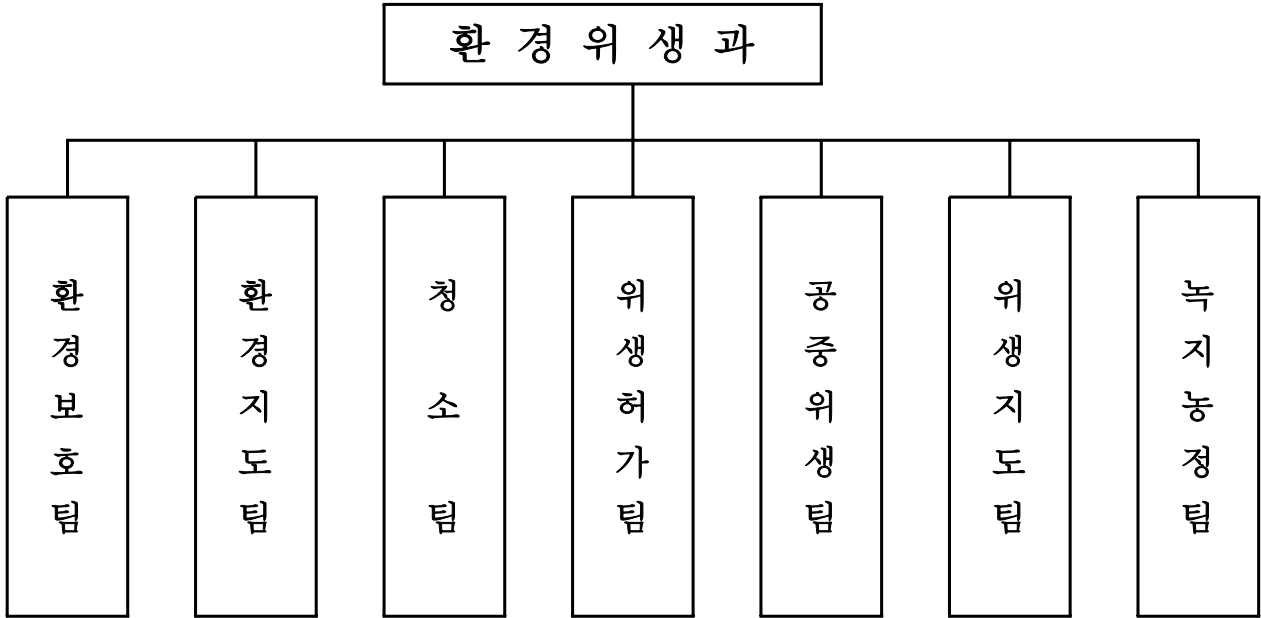 환 경 위 생 과
환경보호팀
환경지도팀
청 소 팀
위생허가팀
공중위생팀
위생지도팀
녹지농정팀